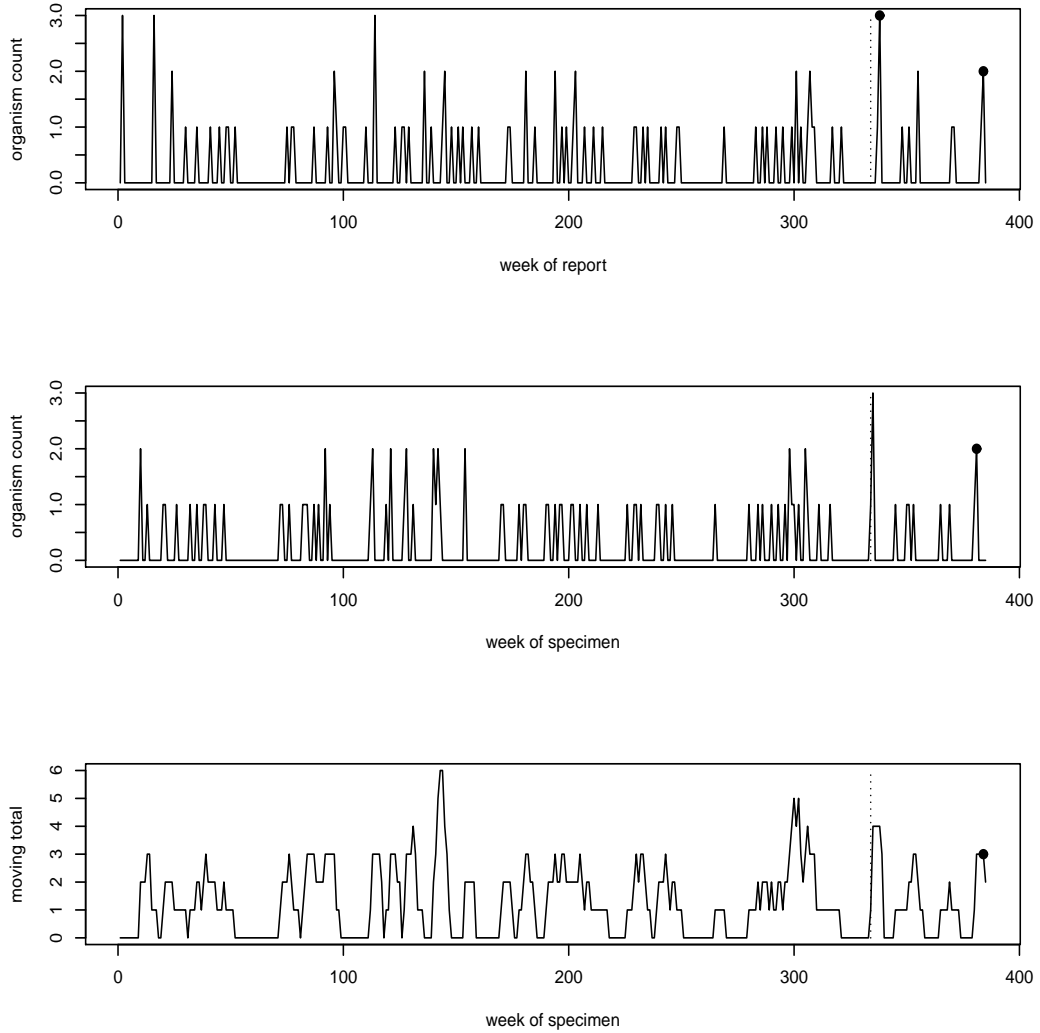 organism count
0.0 1.0 2.0 3.0
0 100 200 300 400
week of report
organism count
0.0 1.0 2.0 3.0
0 100 200 300 400
week of specimen
moving total
0 1 2 3 4 5 6
0 100 200 300 400
week of specimen